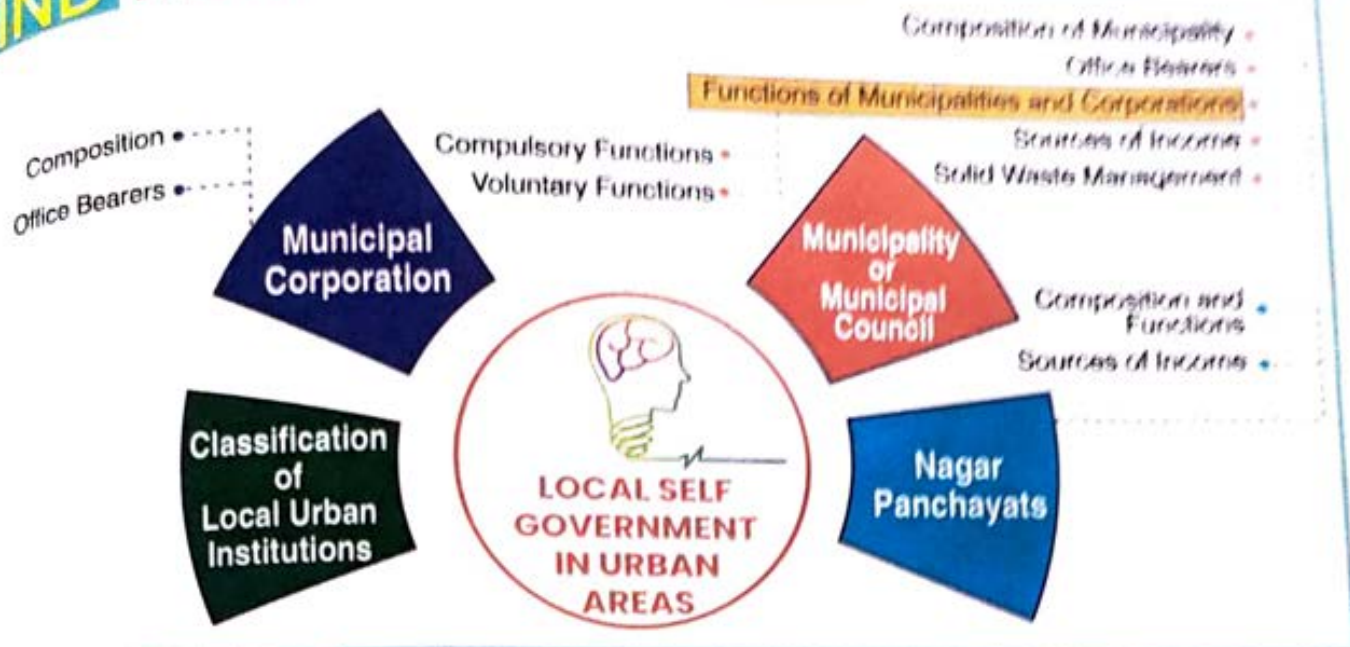 IND
Composition
Office Bearers
Municipal
Corporation
Compulsory Functions
Voluntary Functions
Composition of Municipality
Office Bearers
Functions of Municipalities and Corporations
Sources of Income
Solid Waste Management
Municipality
or
Municipal
Council
Composition and
Functions
Sources of Income
Classification
of
Local Urban
Institutions
LOCAL SELF
GOVERNMENT
IN URBAN
AREAS
Nagar
Panchayats